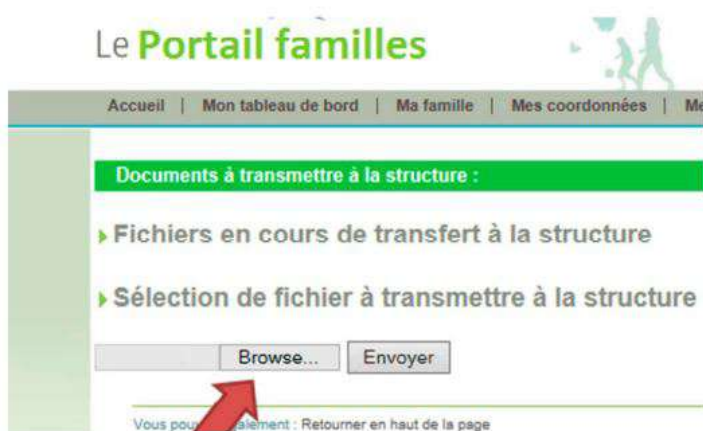 Le Portail familles
Accueil | Mon tableau de bord | Ma famille | Mes coordonnées |
Documents à transmettre à la structure :
Fichiers en cours de transfert à la structure
Sélection de fichier à transmettre à la structure
Browse... Envoyer
Vous : Retourner en haut de la page